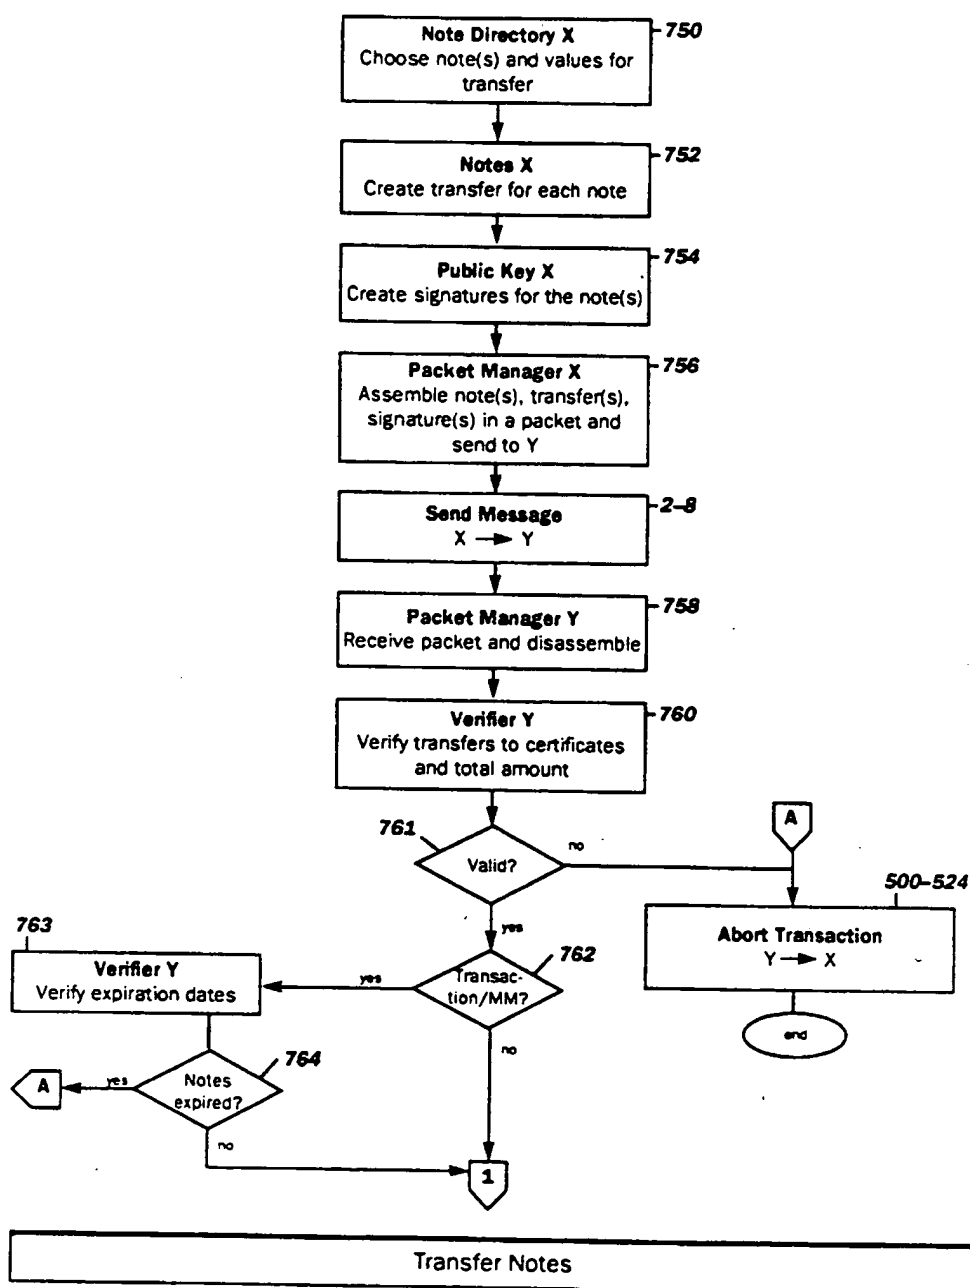 Note Directory X
Choose note(s) and values for
transfer
750
Notes X
Create transfer for each note
752
Public Key X
Create signatures for the note(s)
754
Packet Manager X
Assemble note(s), transfer(s),
signature(s) in a packet and
send to Y
756
Send Message
X → Y
2-8
Packet Manager Y
Receive packet and disassemble
758
Verifier Y
Verify transfers to certificates
and total amount
760
761
Valid?
no
A
500-524
Abort Transaction
Y → X
end
yes
762
Transac-
tion/MM?
yes
763
Verifier Y
Verify expiration dates
764
Notes
expired?
yes
A
no
no
1
Transfer Notes